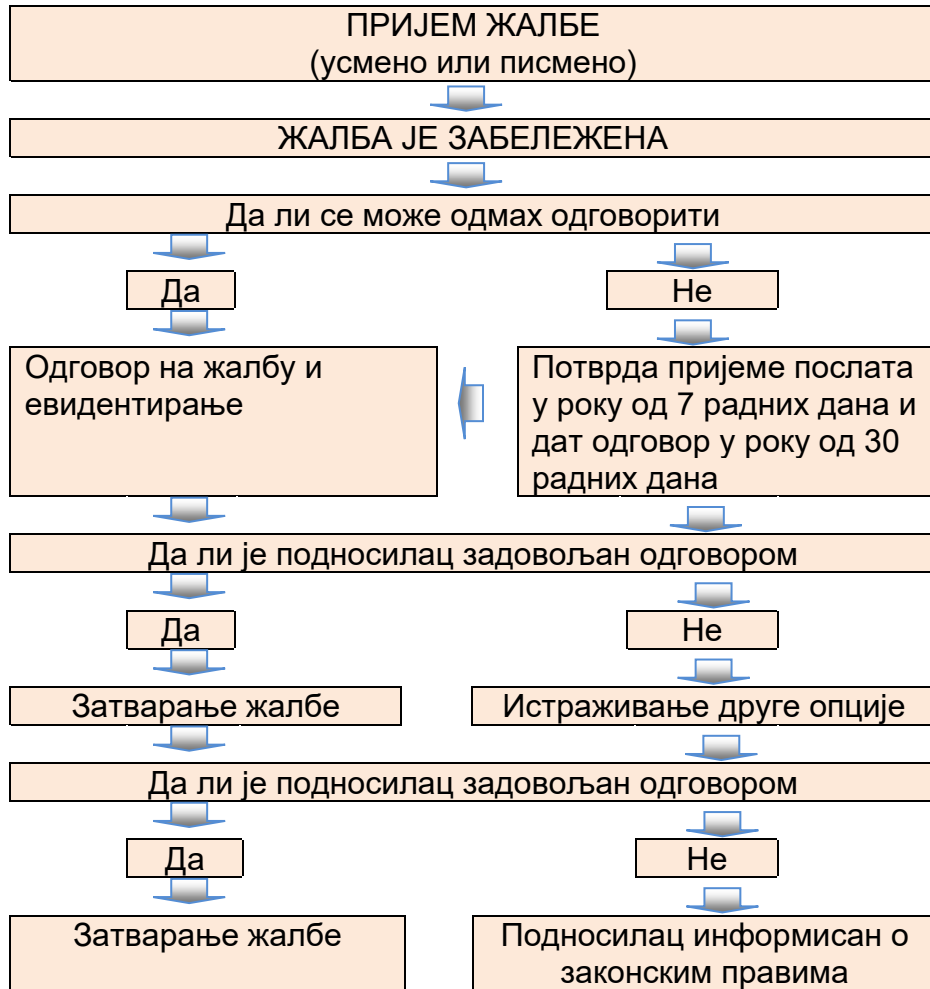 ПРИЈЕМ ЖАЛБЕ
(усмено или писмено)
ЖАЛБА ЈЕ ЗАБЕЛЕЖЕНА
Да ли се може одмах одговорити
Да
Не
Одговор на жалбу и
евидентирање
Потврда пријеме послата
у року од 7 радних дана и
дат одговор у року од 30
радних дана
Да ли је подносилац задовољан одговором
Да
Не
Затварање жалбе
Истраживање друге опције
Да ли је подносилац задовољан одговором
Да
Не
Затварање жалбе
Подносилац информисан о
законским правима